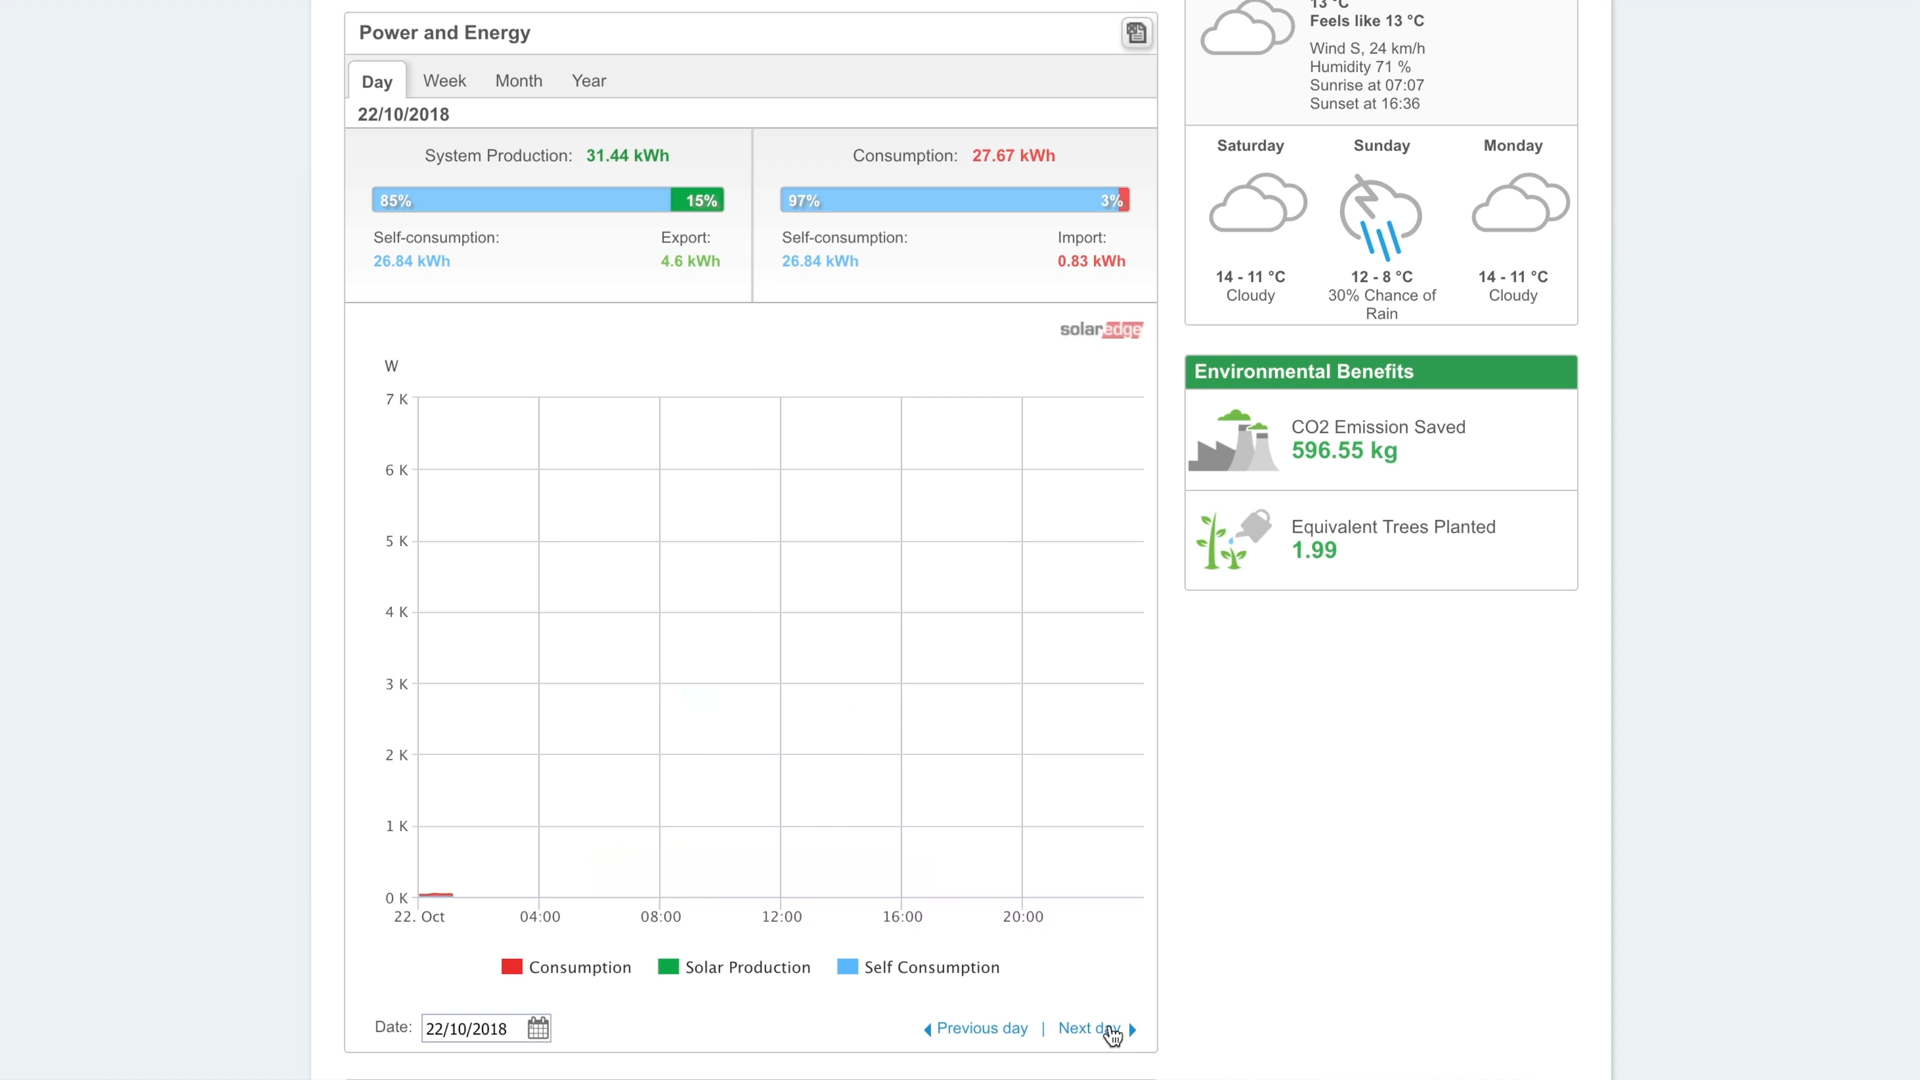 Power and Energy
Day Week Month Year
22/10/2018
System Production: 31.44 kWh
85% 15%
Self-consumption: Export:
26.84 kWh 4.6 kWh
Consumption: 27.67 kWh
97% 3%
Self-consumption: Import:
26.84 kWh 0.83 kWh
solaredge
W
7 K
6 K
5 K
4 K
3 K
2 K
1 K
0 K
22. Oct 04:00 08:00 12:00 16:00 20:00
Consumption Solar Production Self Consumption
Date: 22/10/2018 Previous day | Next day
13 °C
Feels like 13 °C
Wind S, 24 km/h
Humidity 71 %
Sunrise at 07:07
Sunset at 16:36
Saturday Sunday Monday
14 - 11 °C 12 - 8 °C 14 - 11 °C
Cloudy 30% Chance of Cloudy
Rain
Environmental Benefits
CO2 Emission Saved
596.55 kg
Equivalent Trees Planted
1.99